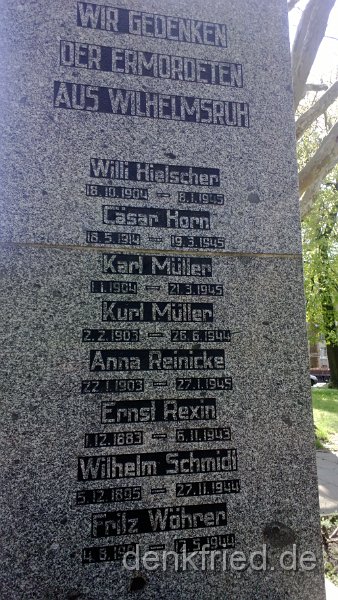 WIR GEDENKEN
DER ERMORDETEN
AUS WILHELMSRUH
Willi Hielscher
18.10.1904 — 8.1.1945
Cäsar Horn
18.5.1914 — 19.3.1945
Karl Müller
1.1.1904 — 21.3.1945
Kurt Müller
2.2.1903 — 26.6.1944
Anna Reinicke
22.1.1903 — 27.1.1945
Ernst Rexin
1.12.1883 — 6.11.1943
Wilhelm Schmidt
5.12.1895 — 27.11.1944
Fritz Wöhrer
denkfried.de